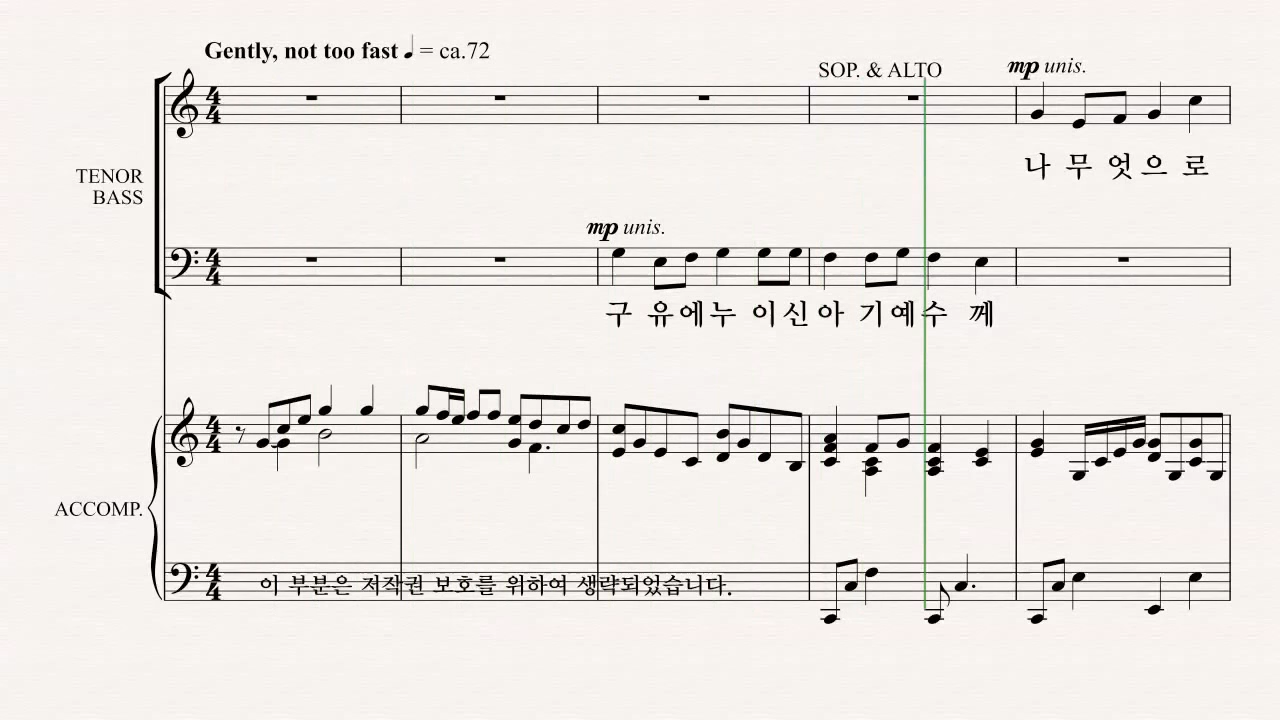 Gently, not too fast ♩ = ca.72
SOP. & ALTO
mp unis.
나 무 엇 으 로
TENOR
BASS
mp unis.
구 유 에 누 이 신 아 기 예 수 께
ACCOMP.
이 부분은 저작권 보호를 위하여 생략되었습니다.